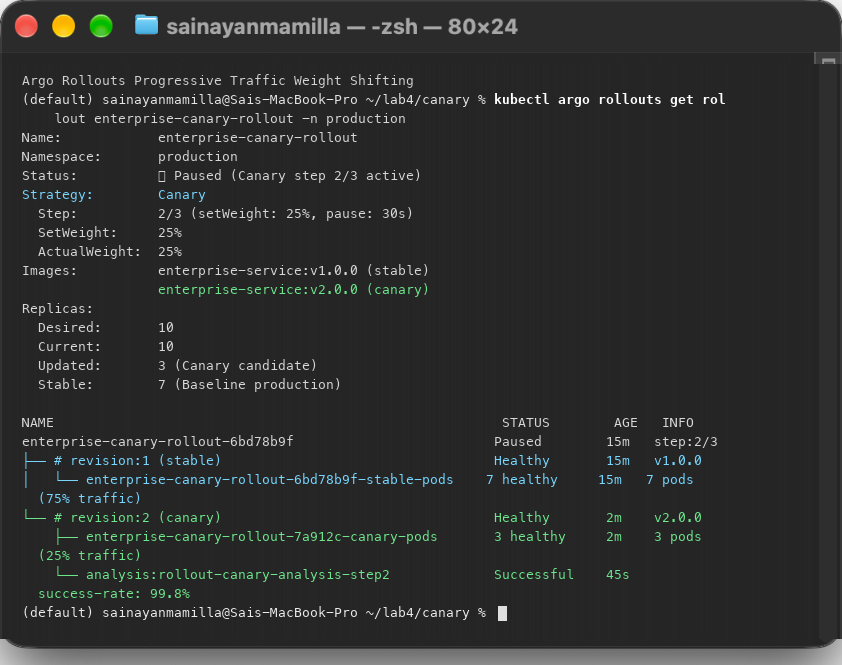 sainayanmamilla — -zsh — 80×24
Argo Rollouts Progressive Traffic Weight Shifting
(default) sainayanmamilla@Sais-MacBook-Pro ~/lab4/canary % kubectl argo rollouts get rol
lout enterprise-canary-rollout -n production
Name: enterprise-canary-rollout
Namespace: production
Status: ▯ Paused (Canary step 2/3 active)
Strategy: Canary
Step: 2/3 (setWeight: 25%, pause: 30s)
SetWeight: 25%
ActualWeight: 25%
Images: enterprise-service:v1.0.0 (stable)
enterprise-service:v2.0.0 (canary)
Replicas:
Desired: 10
Current: 10
Updated: 3 (Canary candidate)
Stable: 7 (Baseline production)
NAME STATUS AGE INFO
enterprise-canary-rollout-6bd78b9f Paused 15m step:2/3
├── # revision:1 (stable) Healthy 15m v1.0.0
│ └── enterprise-canary-rollout-6bd78b9f-stable-pods 7 healthy 15m 7 pods
(75% traffic)
└── # revision:2 (canary) Healthy 2m v2.0.0
├── enterprise-canary-rollout-7a912c-canary-pods 3 healthy 2m 3 pods
(25% traffic)
└── analysis:rollout-canary-analysis-step2 Successful 45s
success-rate: 99.8%
(default) sainayanmamilla@Sais-MacBook-Pro ~/lab4/canary %